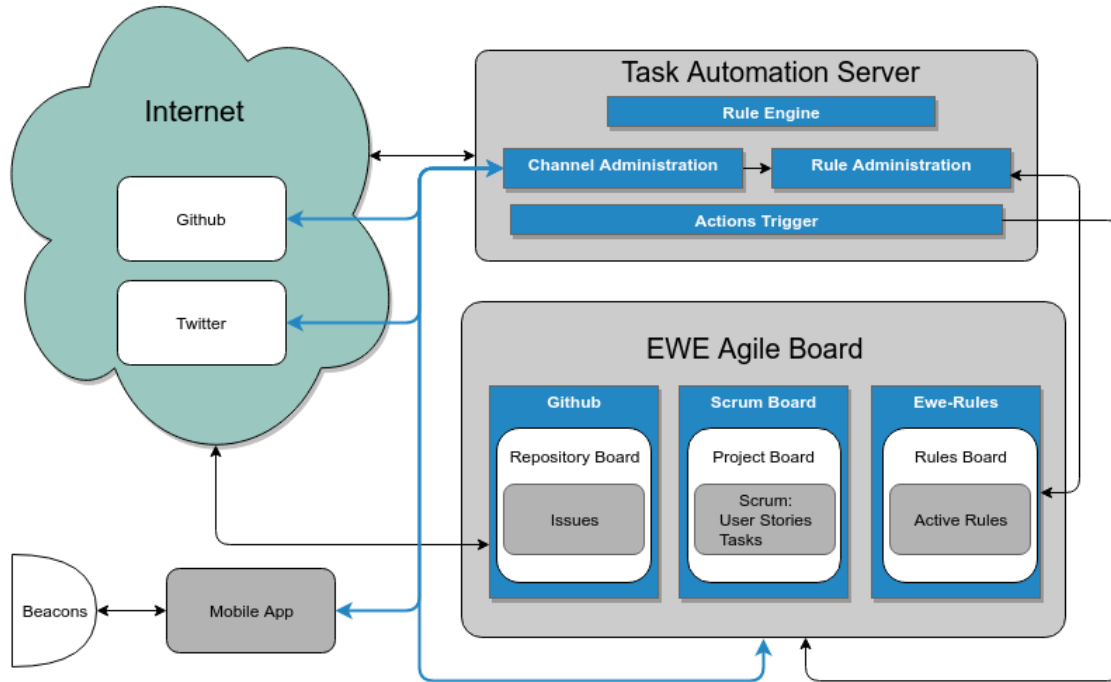 Internet
Github
Twitter
Task Automation Server
Rule Engine
Channel Administration
Rule Administration
Actions Trigger
EWE Agile Board
Github
Repository Board
Issues
Scrum Board
Project Board
Scrum:
User Stories
Tasks
Ewe-Rules
Rules Board
Active Rules
Beacons
Mobile App